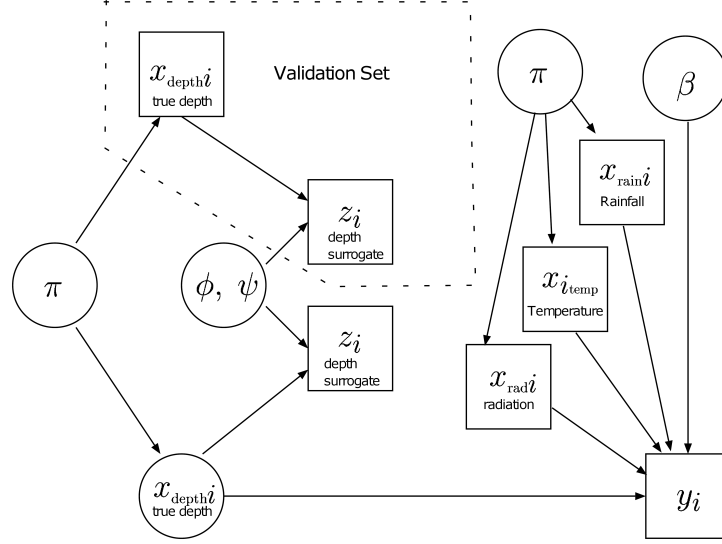 x_depth i
true depth
Validation Set
π
β
x_rain i
Rainfall
z_i
depth
surrogate
π
ϕ, ψ
x_i temp
Temperature
z_i
depth
surrogate
x_rad i
radiation
x_depth i
true depth
y_i